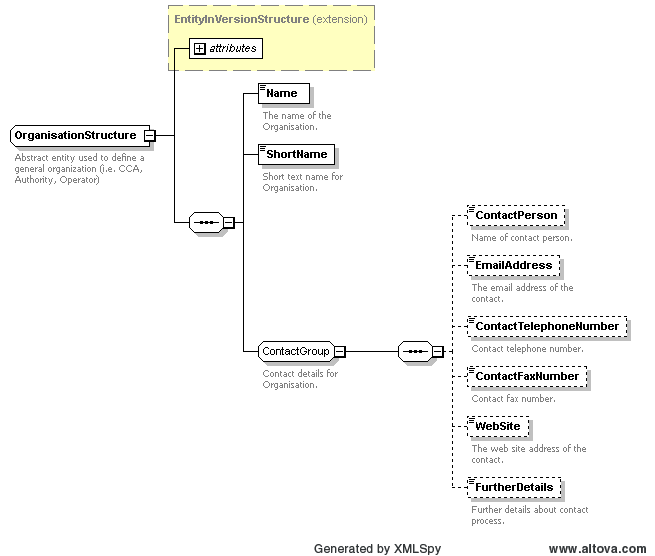 EntityInVersionStructure (extension)
attributes
OrganisationStructure
Abstract entity used to define a
general organization (i.e. CCA,
Authority, Operator)
Name
The name of the
Organisation.
ShortName
Short text name for
Organisation.
ContactGroup
Contact details for
Organisation.
ContactPerson
Name of contact person.
EmailAddress
The email address of the
contact.
ContactTelephoneNumber
Contact telephone number.
ContactFaxNumber
Contact fax number.
WebSite
The web site address of the
contact.
FurtherDetails
Further details about contact
process.
Generated by XMLSpy
www.altova.com